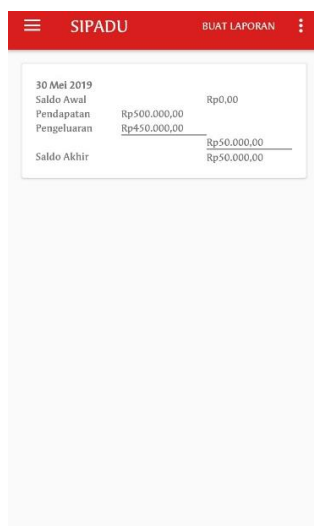 SIPADU BUAT LAPORAN
30 Mei 2019
Saldo Awal Rp0,00
Pendapatan Rp500.000,00
Pengeluaran Rp450.000,00
Rp50.000,00
Saldo Akhir Rp50.000,00